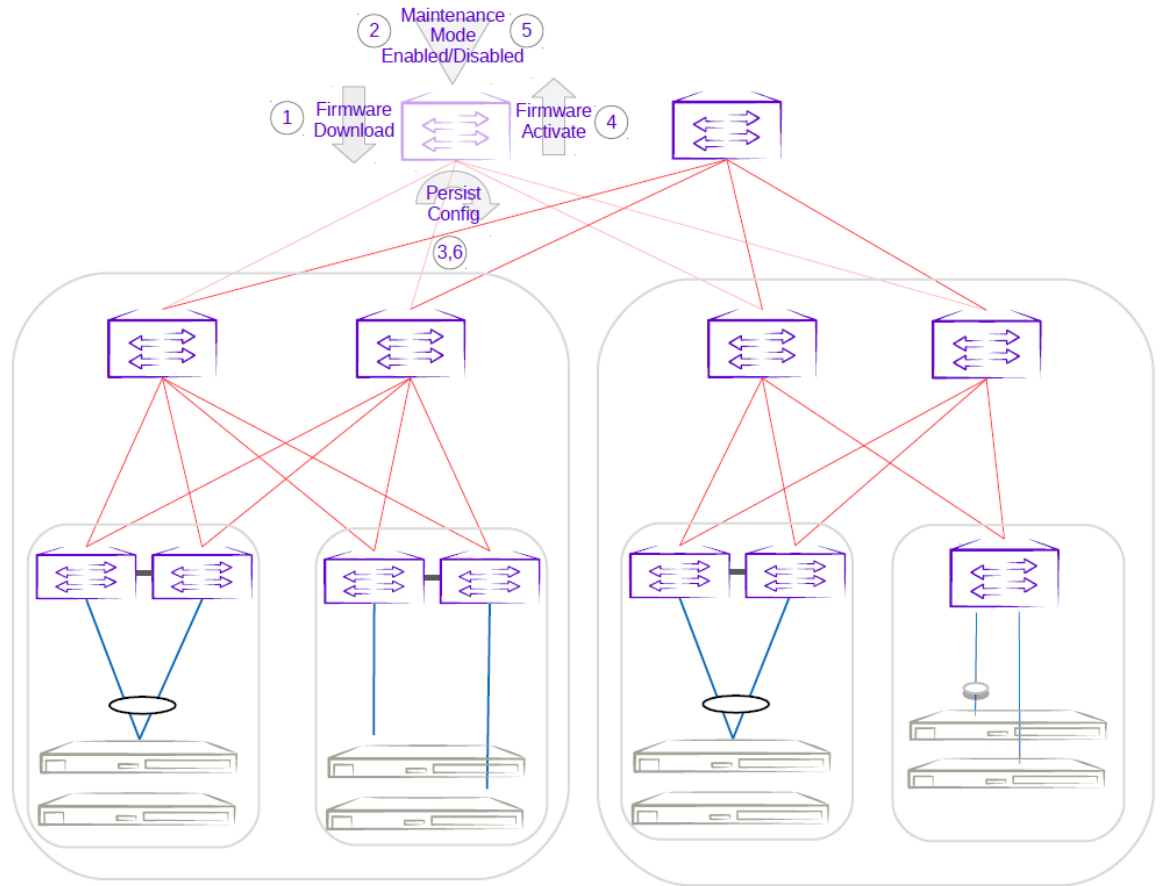 2
Maintenance
Mode
Enabled/Disabled
5
1
Firmware
Download
Firmware
Activate
4
Persist
Config
3,6